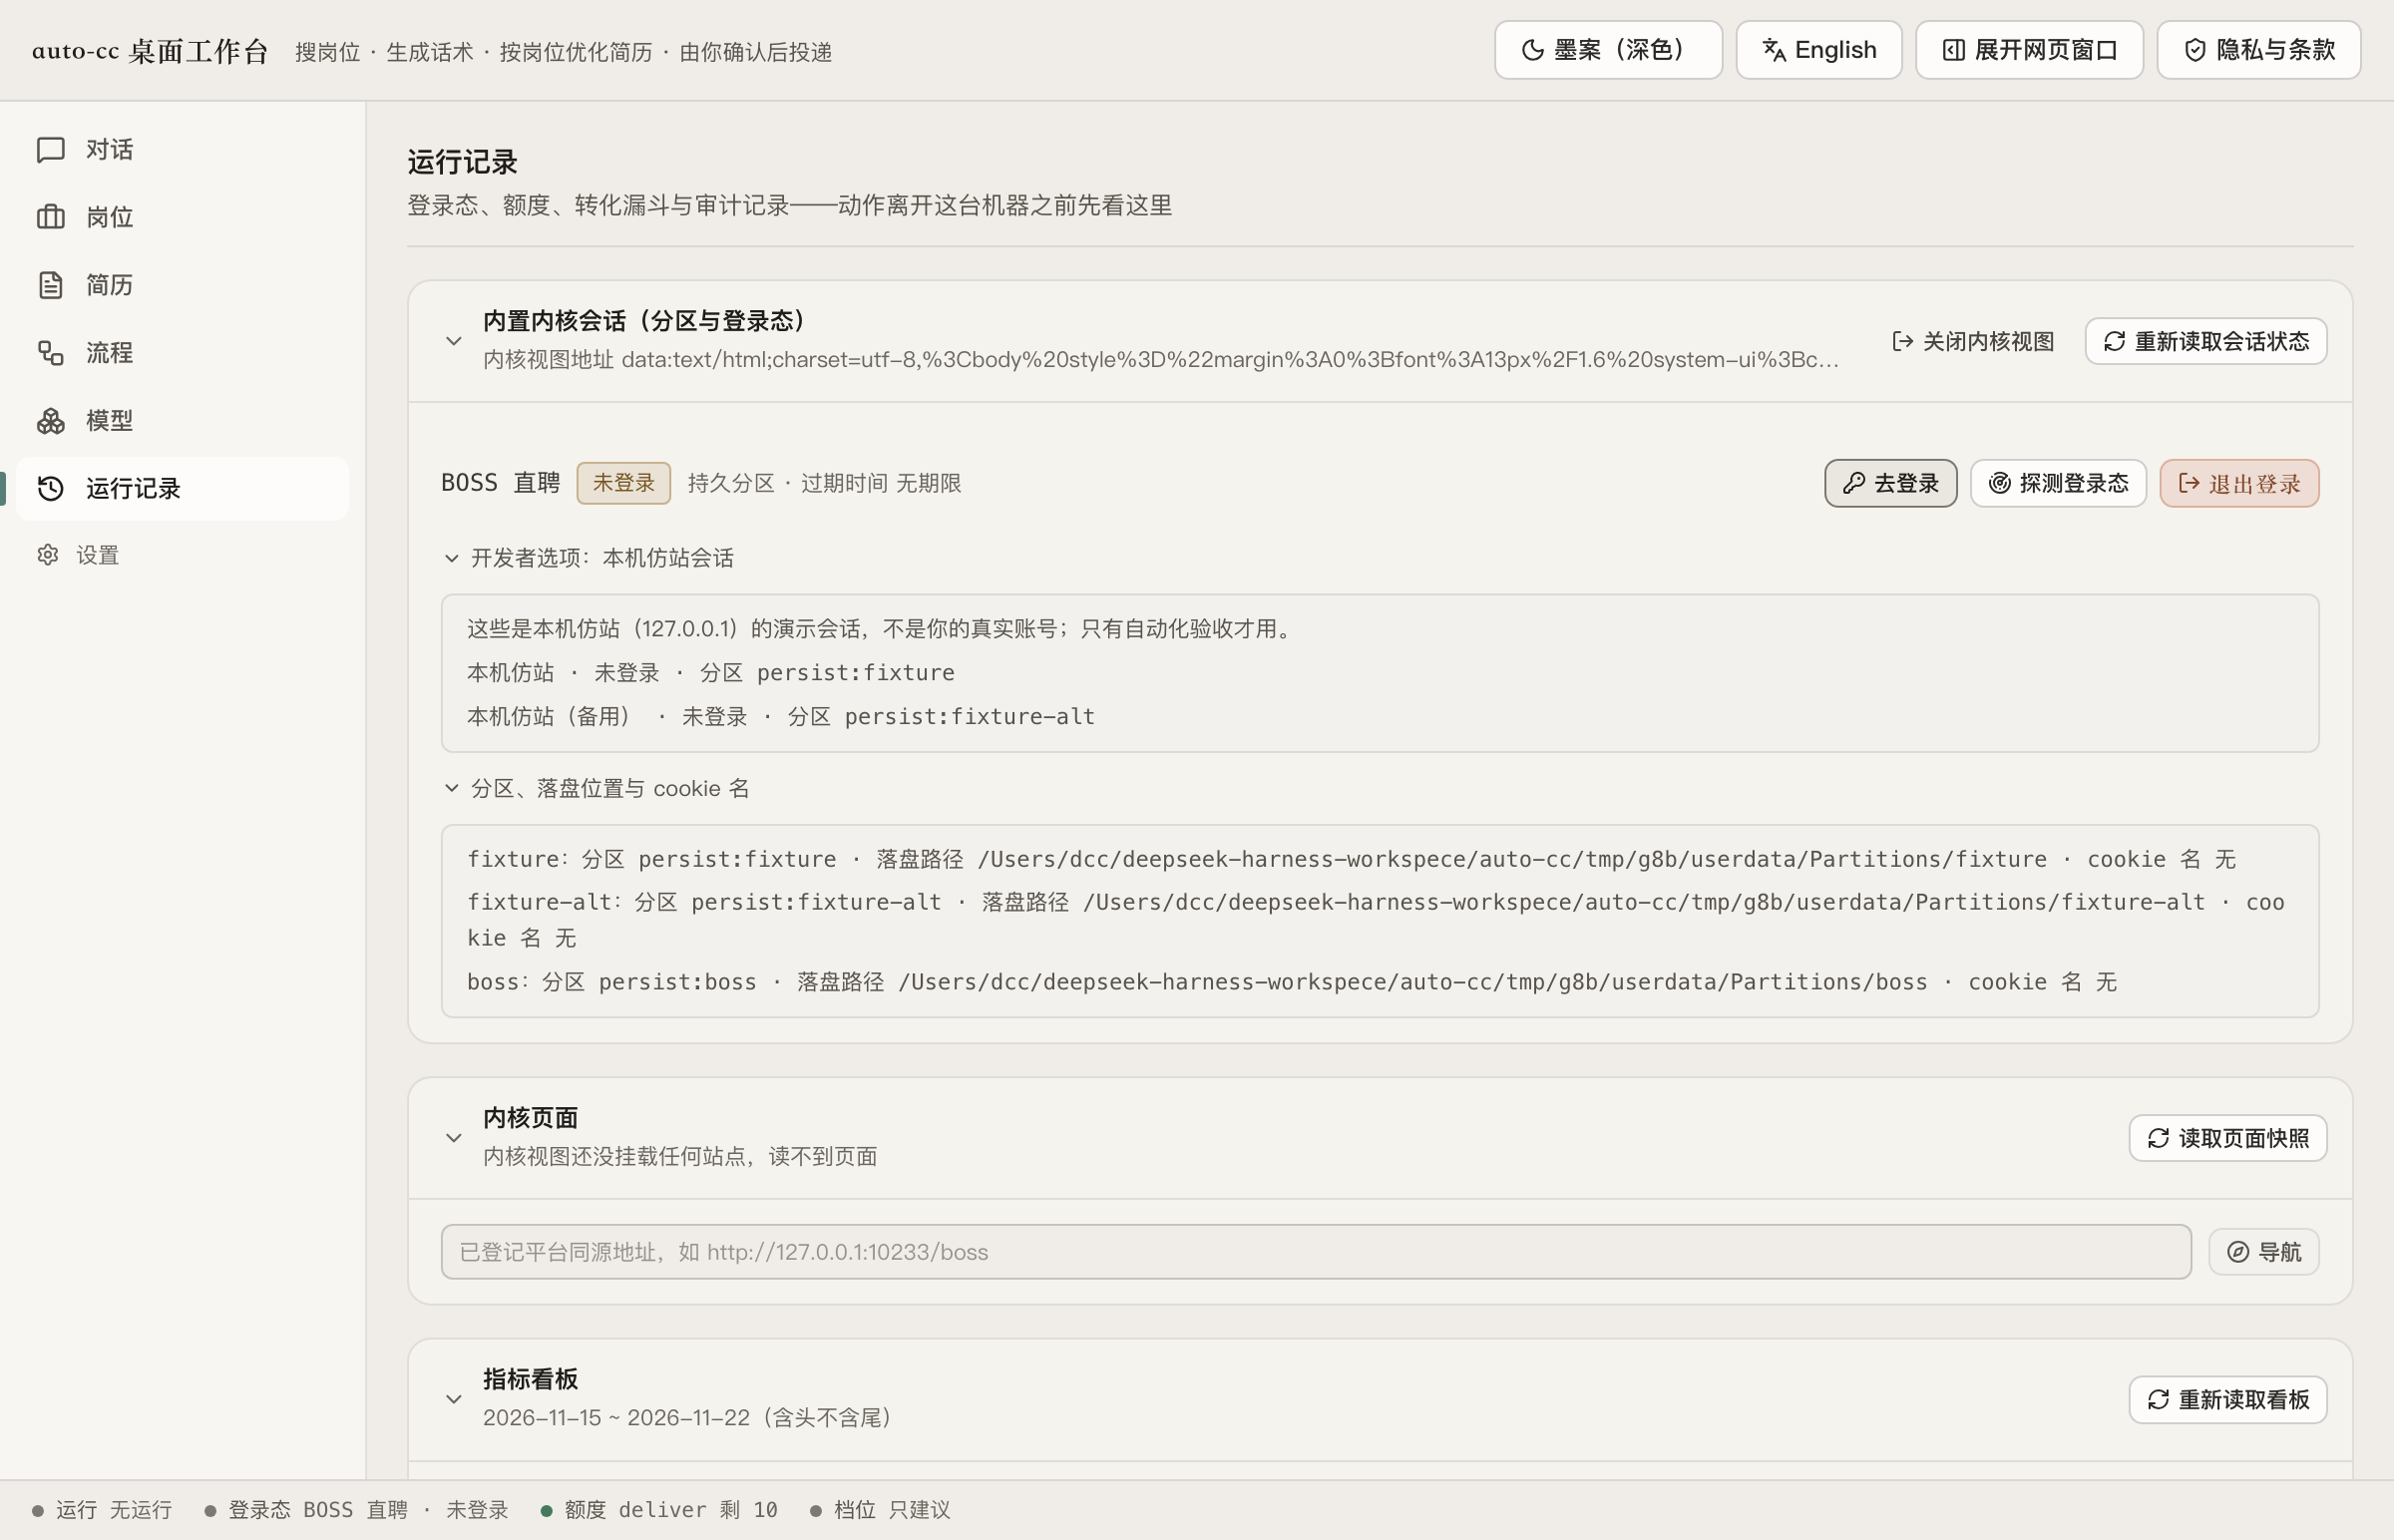 auto-cc 桌面工作台
搜岗位 · 生成话术 · 按岗位优化简历 · 由你确认后投递
墨案（深色）
English
展开网页窗口
隐私与条款
对话
岗位
简历
流程
模型
运行记录
设置
运行记录
登录态、额度、转化漏斗与审计记录——动作离开这台机器之前先看这里
内置内核会话（分区与登录态）
内核视图地址 data:text/html;charset=utf-8,%3Cbody%20style%3D%22margin%3A0%3Bfont%3A13px%2F1.6%20system-ui%3Bc…
关闭内核视图
重新读取会话状态
BOSS 直聘
未登录
持久分区 · 过期时间 无期限
去登录
探测登录态
退出登录
开发者选项：本机仿站会话
这些是本机仿站（127.0.0.1）的演示会话，不是你的真实账号；只有自动化验收才用。
本机仿站 · 未登录 · 分区 persist:fixture
本机仿站（备用） · 未登录 · 分区 persist:fixture-alt
分区、落盘位置与 cookie 名
fixture：分区 persist:fixture · 落盘路径 /Users/dcc/deepseek-harness-workspece/auto-cc/tmp/g8b/userdata/Partitions/fixture · cookie 名 无
fixture-alt：分区 persist:fixture-alt · 落盘路径 /Users/dcc/deepseek-harness-workspece/auto-cc/tmp/g8b/userdata/Partitions/fixture-alt · coo
kie 名 无
boss：分区 persist:boss · 落盘路径 /Users/dcc/deepseek-harness-workspece/auto-cc/tmp/g8b/userdata/Partitions/boss · cookie 名 无
内核页面
内核视图还没挂载任何站点，读不到页面
读取页面快照
已登记平台同源地址，如 http://127.0.0.1:10233/boss
导航
指标看板
2026-11-15 ~ 2026-11-22（含头不含尾）
重新读取看板
运行 无运行
登录态 BOSS 直聘 · 未登录
额度 deliver 剩 10
档位 只建议